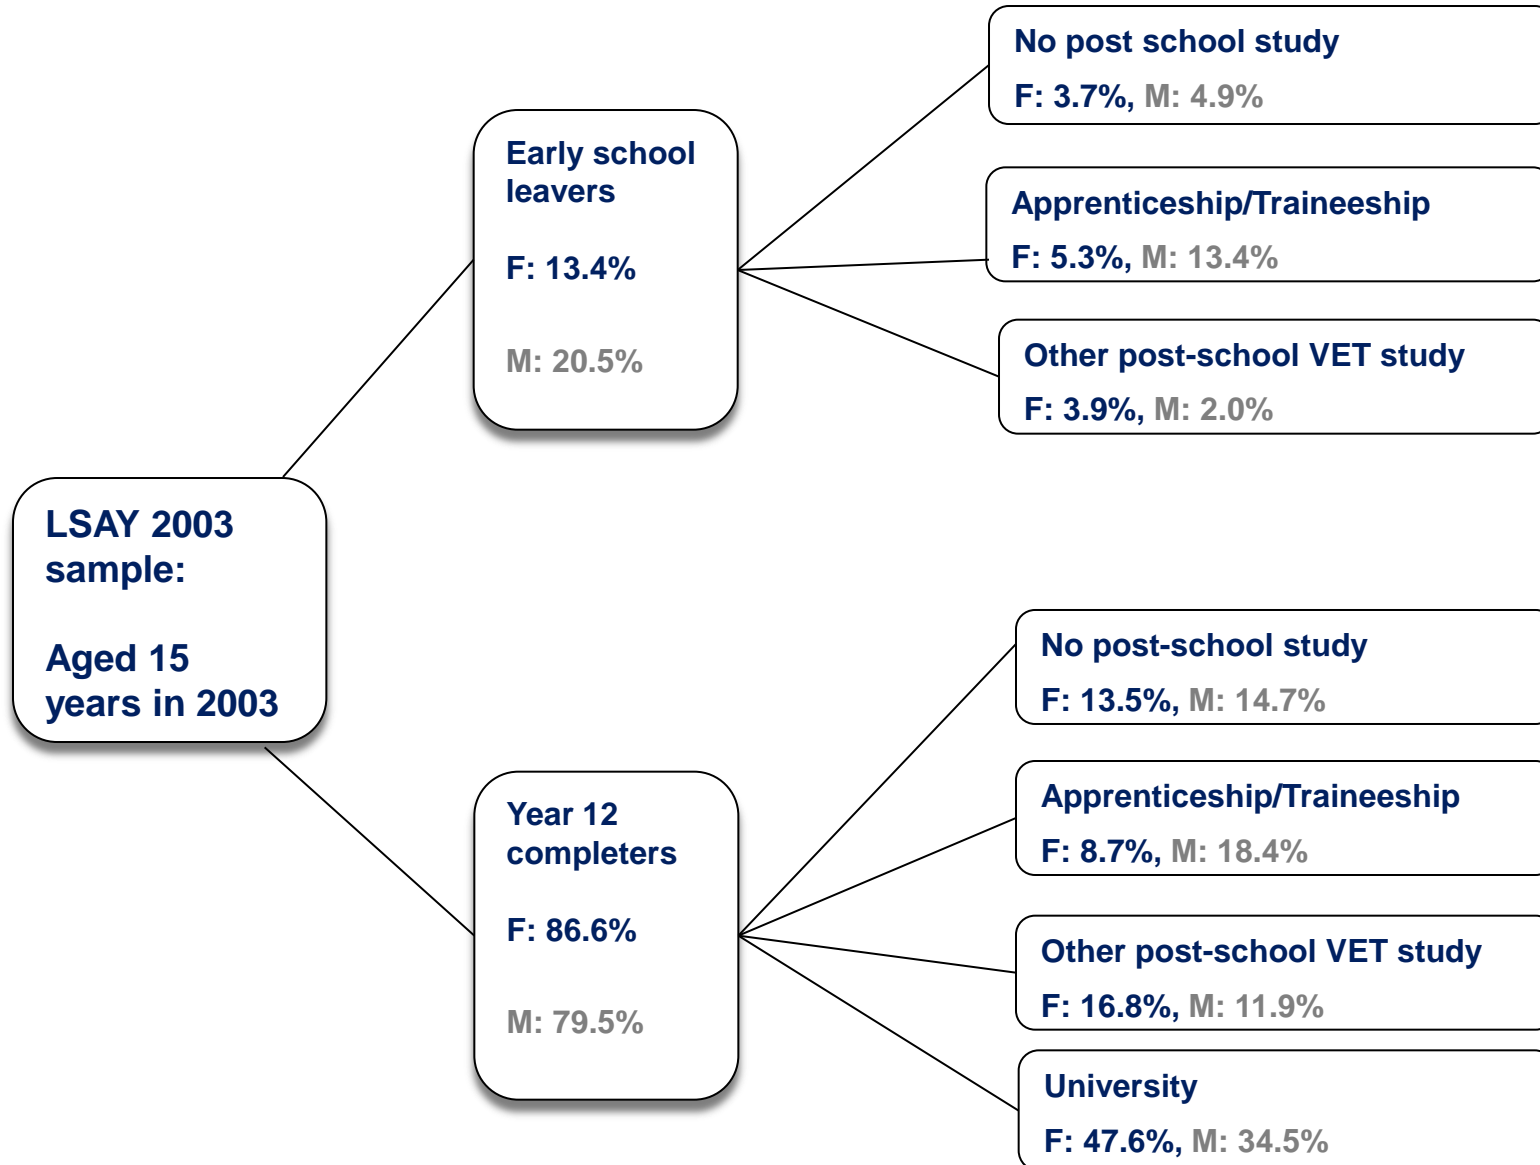 LSAY 2003
sample:
Aged 15
years in 2003
Early school
leavers
F: 13.4%
M: 20.5%
No post school study
F: 3.7%, M: 4.9%
Apprenticeship/Traineeship
F: 5.3%, M: 13.4%
Other post-school VET study
F: 3.9%, M: 2.0%
Year 12
completers
F: 86.6%
M: 79.5%
No post-school study
F: 13.5%, M: 14.7%
Apprenticeship/Traineeship
F: 8.7%, M: 18.4%
Other post-school VET study
F: 16.8%, M: 11.9%
University
F: 47.6%, M: 34.5%